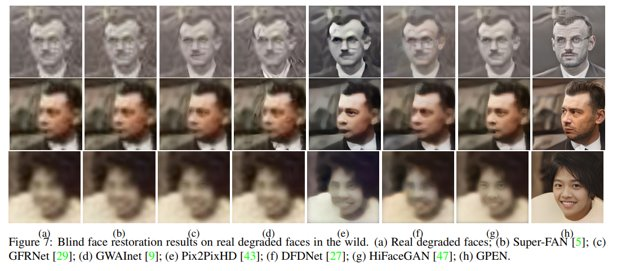 (a) (b) (c) (d) (e) (f) (g) (h)
Figure 7: Blind face restoration results on real degraded faces in the wild. (a) Real degraded faces; (b) Super-FAN [5]; (c)
GFRNet [29]; (d) GWAInet [9]; (e) Pix2PixHD [43]; (f) DFDNet [27]; (g) HiFaceGAN [47]; (h) GPEN.